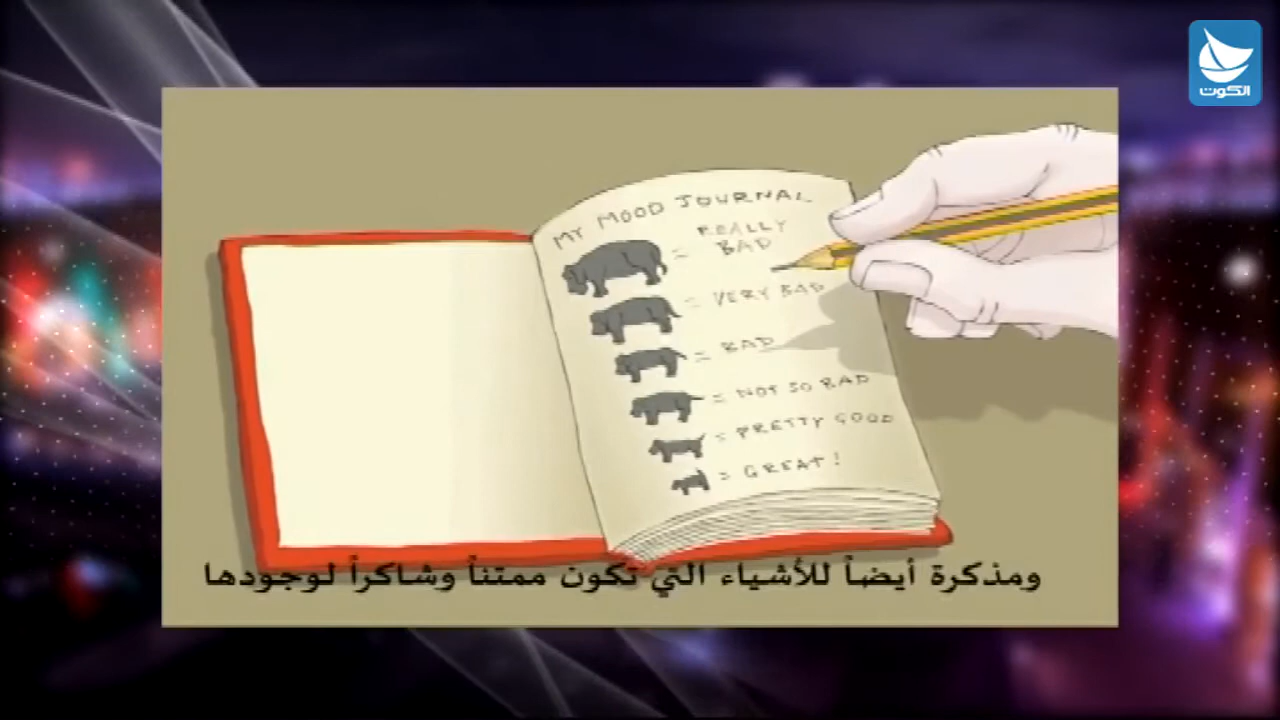 الكوت
MY MOOD JOURNAL
= REALLY
BAD
= VERY BAD
= BAD
= NOT SO BAD
= PRETTY GOOD
= GREAT!
ومذكرة أيضاً للأشياء التي تكون ممتناً وشاكراً لوجودها